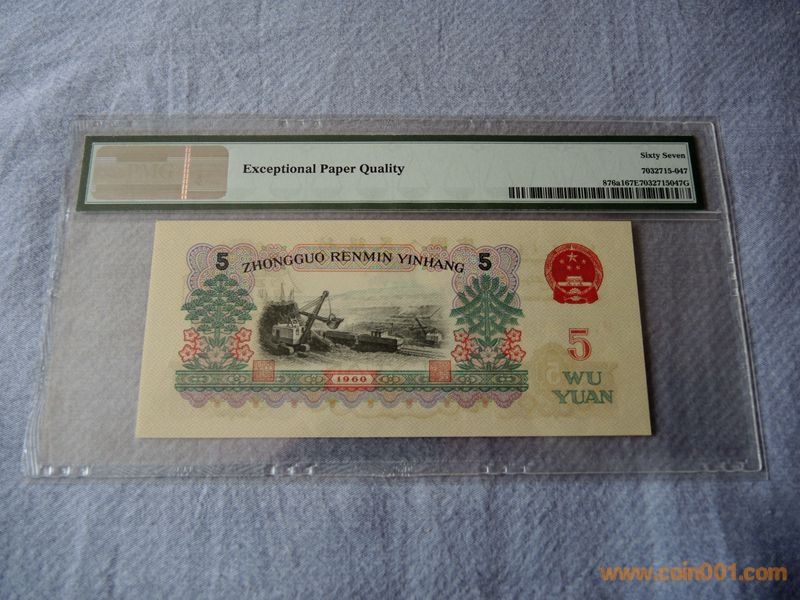 PMG
Exceptional Paper Quality
Sixty Seven
7032715-047
876a167E7032715047G
5 ZHONGGUO RENMIN YINHANG 5
1960
5
WU
YUAN
www.coin001.com